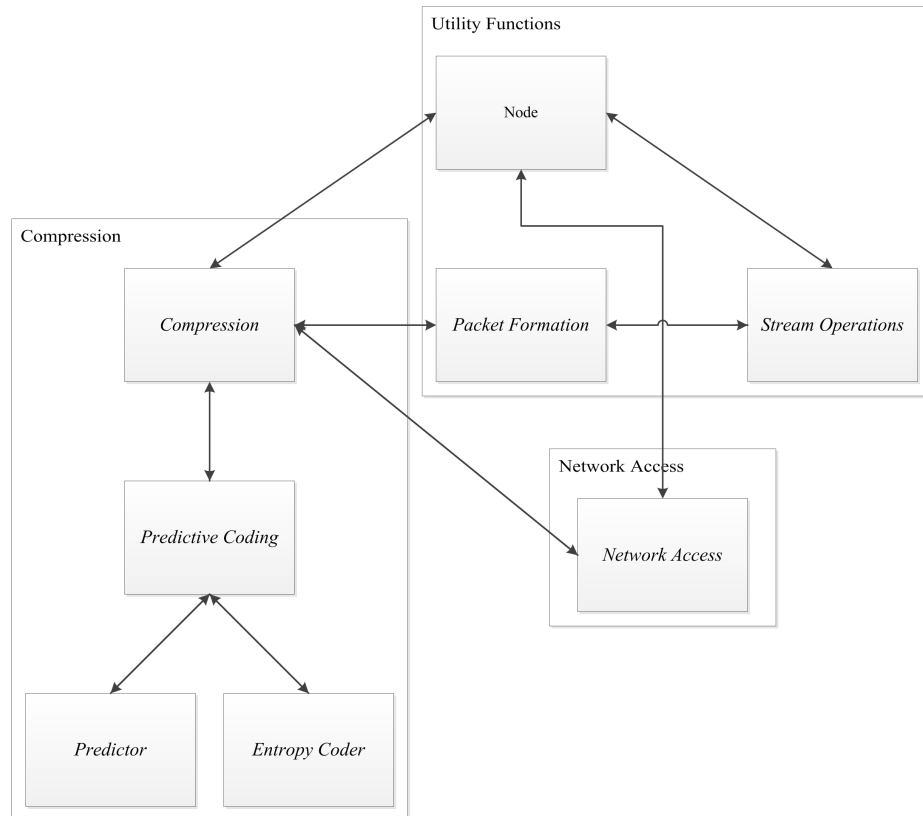 Utility Functions
Node
Compression
Compression
Packet Formation
Stream Operations
Network Access
Predictive Coding
Network Access
Predictor
Entropy Coder